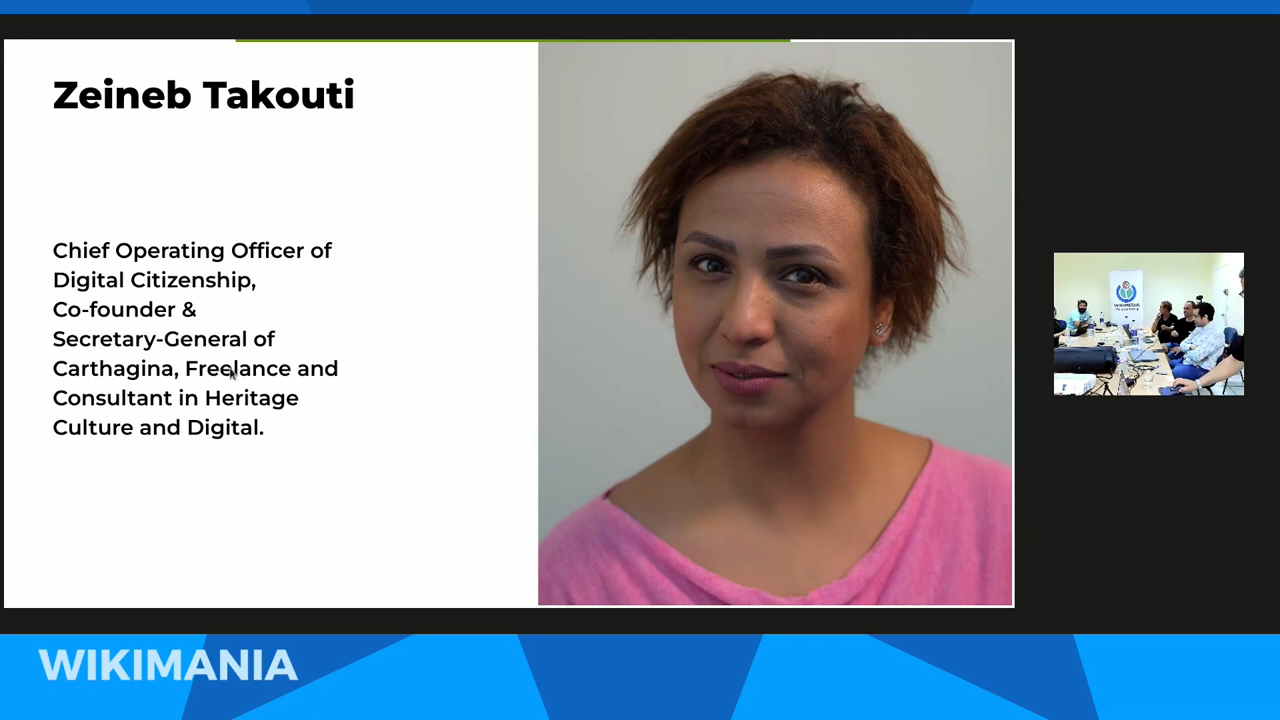 Zeineb Takouti
Chief Operating Officer of
Digital Citizenship,
Co-founder &
Secretary-General of
Carthagina, Freelance and
Consultant in Heritage
Culture and Digital.
WIKIMEDIA
WIKIMANIA